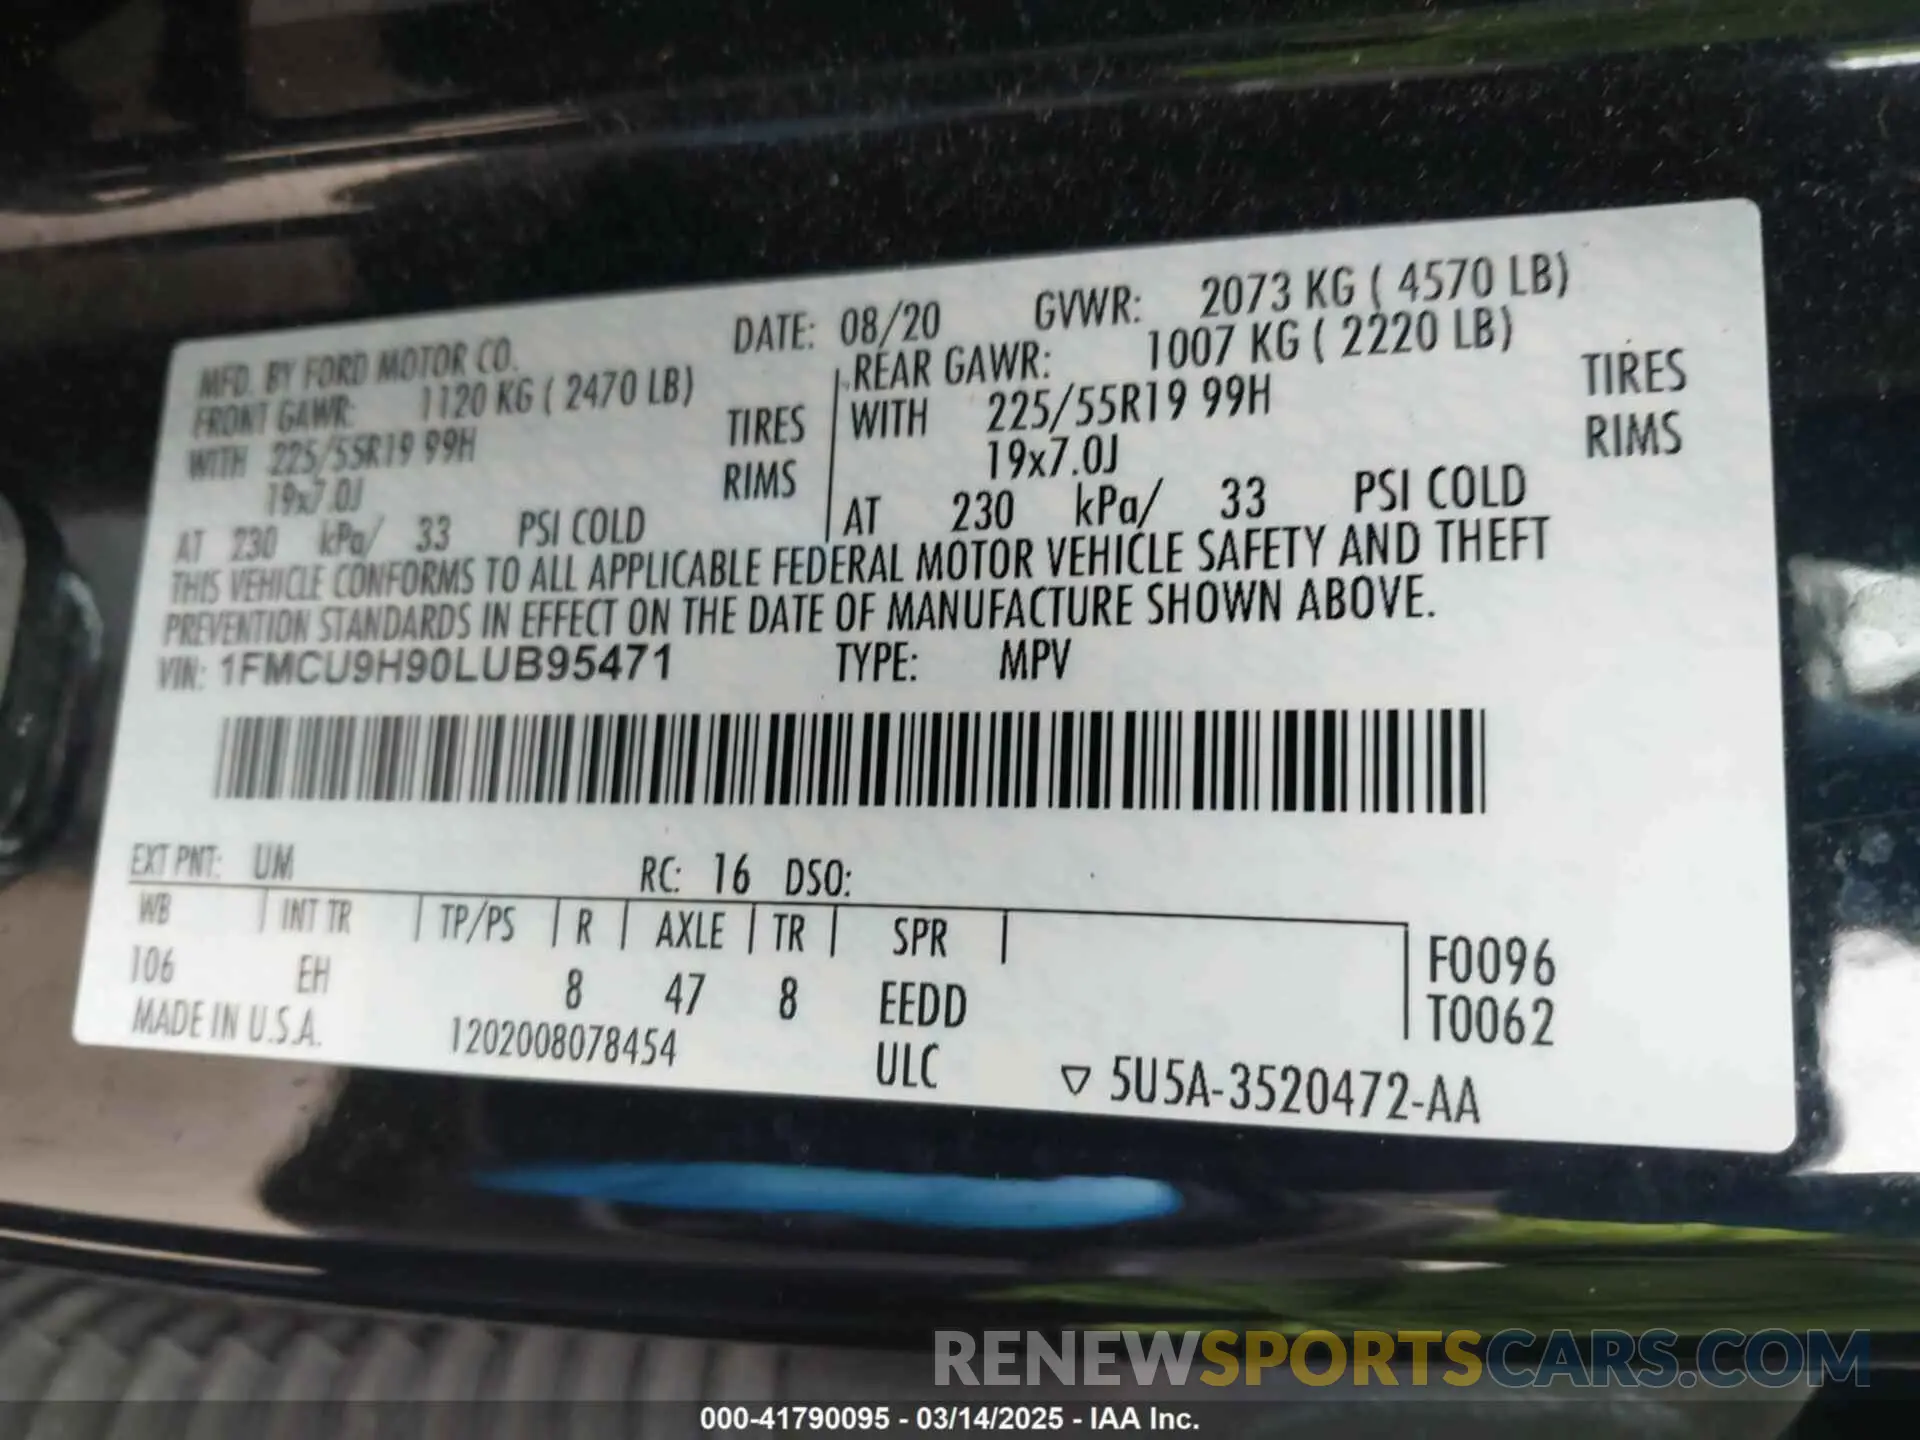 MFD. BY FORD MOTOR CO. DATE: 08/20 GVWR: 2073 KG ( 4570 LB)
FRONT GAWR: 1120 KG ( 2470 LB) REAR GAWR: 1007 KG ( 2220 LB)
WITH 225/55R19 99H TIRES WITH 225/55R19 99H TIRES
19x7.0J RIMS 19x7.0J RIMS
AT 230 kPa/ 33 PSI COLD AT 230 kPa/ 33 PSI COLD
THIS VEHICLE CONFORMS TO ALL APPLICABLE FEDERAL MOTOR VEHICLE SAFETY AND THEFT
PREVENTION STANDARDS IN EFFECT ON THE DATE OF MANUFACTURE SHOWN ABOVE.
VIN: 1FMCU9H90LUB95471 TYPE: MPV
EXT PNT: UM RC: 16 DSO:
WB INT TR TP/PS R AXLE TR SPR F0096
106 EH 8 47 8 EEDD T0062
MADE IN U.S.A. 1202008078454 ULC ▽ 5U5A-3520472-AA
RENEWSPORTSCARS.COM
000-41790095 - 03/14/2025 - IAA Inc.